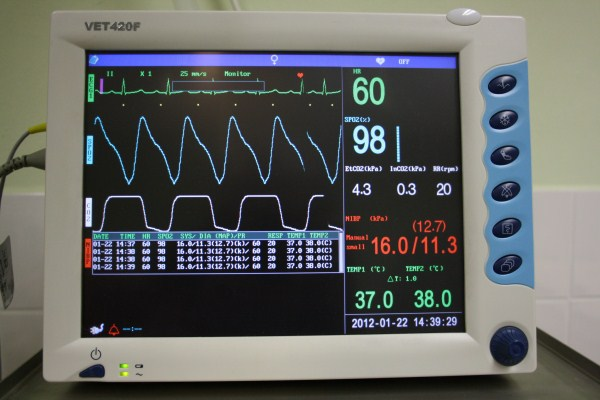 VET420F
OFF
II X 1 25 mm/s Monitor
HR
60
SPO2(%)
98
EtCO2(kPa) InCO2(kPa) RR(rpm)
4.3 0.3 20
NIBP (kPa)
Manual
small
(12.7)
16.0/11.3
TEMP1 (℃) TEMP2 (℃)
△T: 1.0
37.0 38.0
2012-01-22 14:39:29
DATE TIME HR SPO2 SYS/ DIA (MAP)/PR RESP TEMP1 TEMP2
01-22 14:37 60 98 16.0/11.3(12.7)(k)/ 60 20 37.0 38.0(C)
01-22 14:38 60 98 16.0/11.3(12.7)(k)/ 60 20 37.0 38.0(C)
01-22 14:38 60 98 16.0/11.3(12.7)(k)/ 60 20 37.0 38.0(C)
01-22 14:39 60 98 16.0/11.3(12.7)(k)/ 60 20 37.0 38.0(C)
--:--